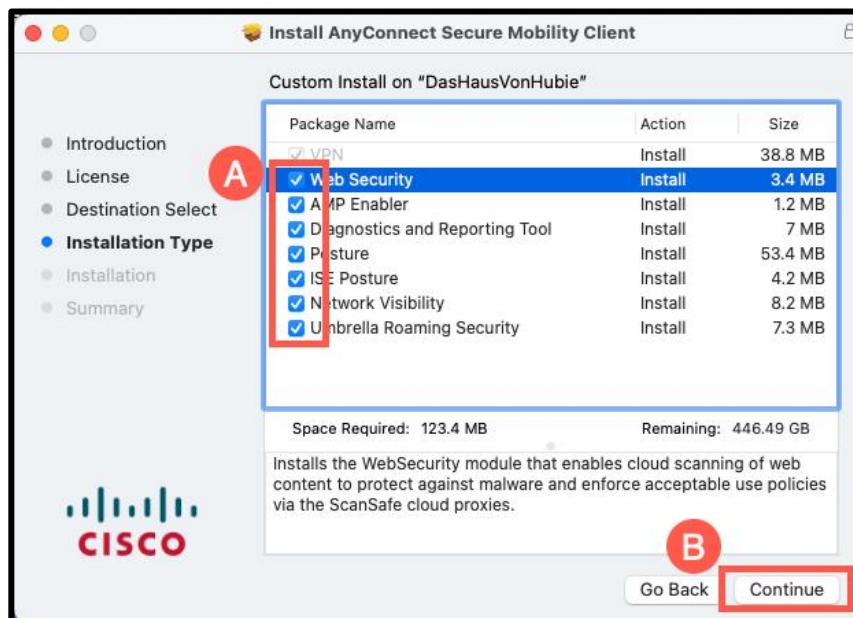 Install AnyConnect Secure Mobility Client
Custom Install on "DasHausVonHubie"
Introduction
License
Destination Select
Installation Type
Installation
Summary
Package Name Action Size
VPN Install 38.8 MB
Web Security Install 3.4 MB
AMP Enabler Install 1.2 MB
Diagnostics and Reporting Tool Install 7 MB
Posture Install 53.4 MB
ISE Posture Install 4.2 MB
Network Visibility Install 8.2 MB
Umbrella Roaming Security Install 7.3 MB
A
Space Required: 123.4 MB Remaining: 446.49 GB
Installs the WebSecurity module that enables cloud scanning of web
content to protect against malware and enforce acceptable use policies
via the ScanSafe cloud proxies.
CISCO
B
Go Back Continue